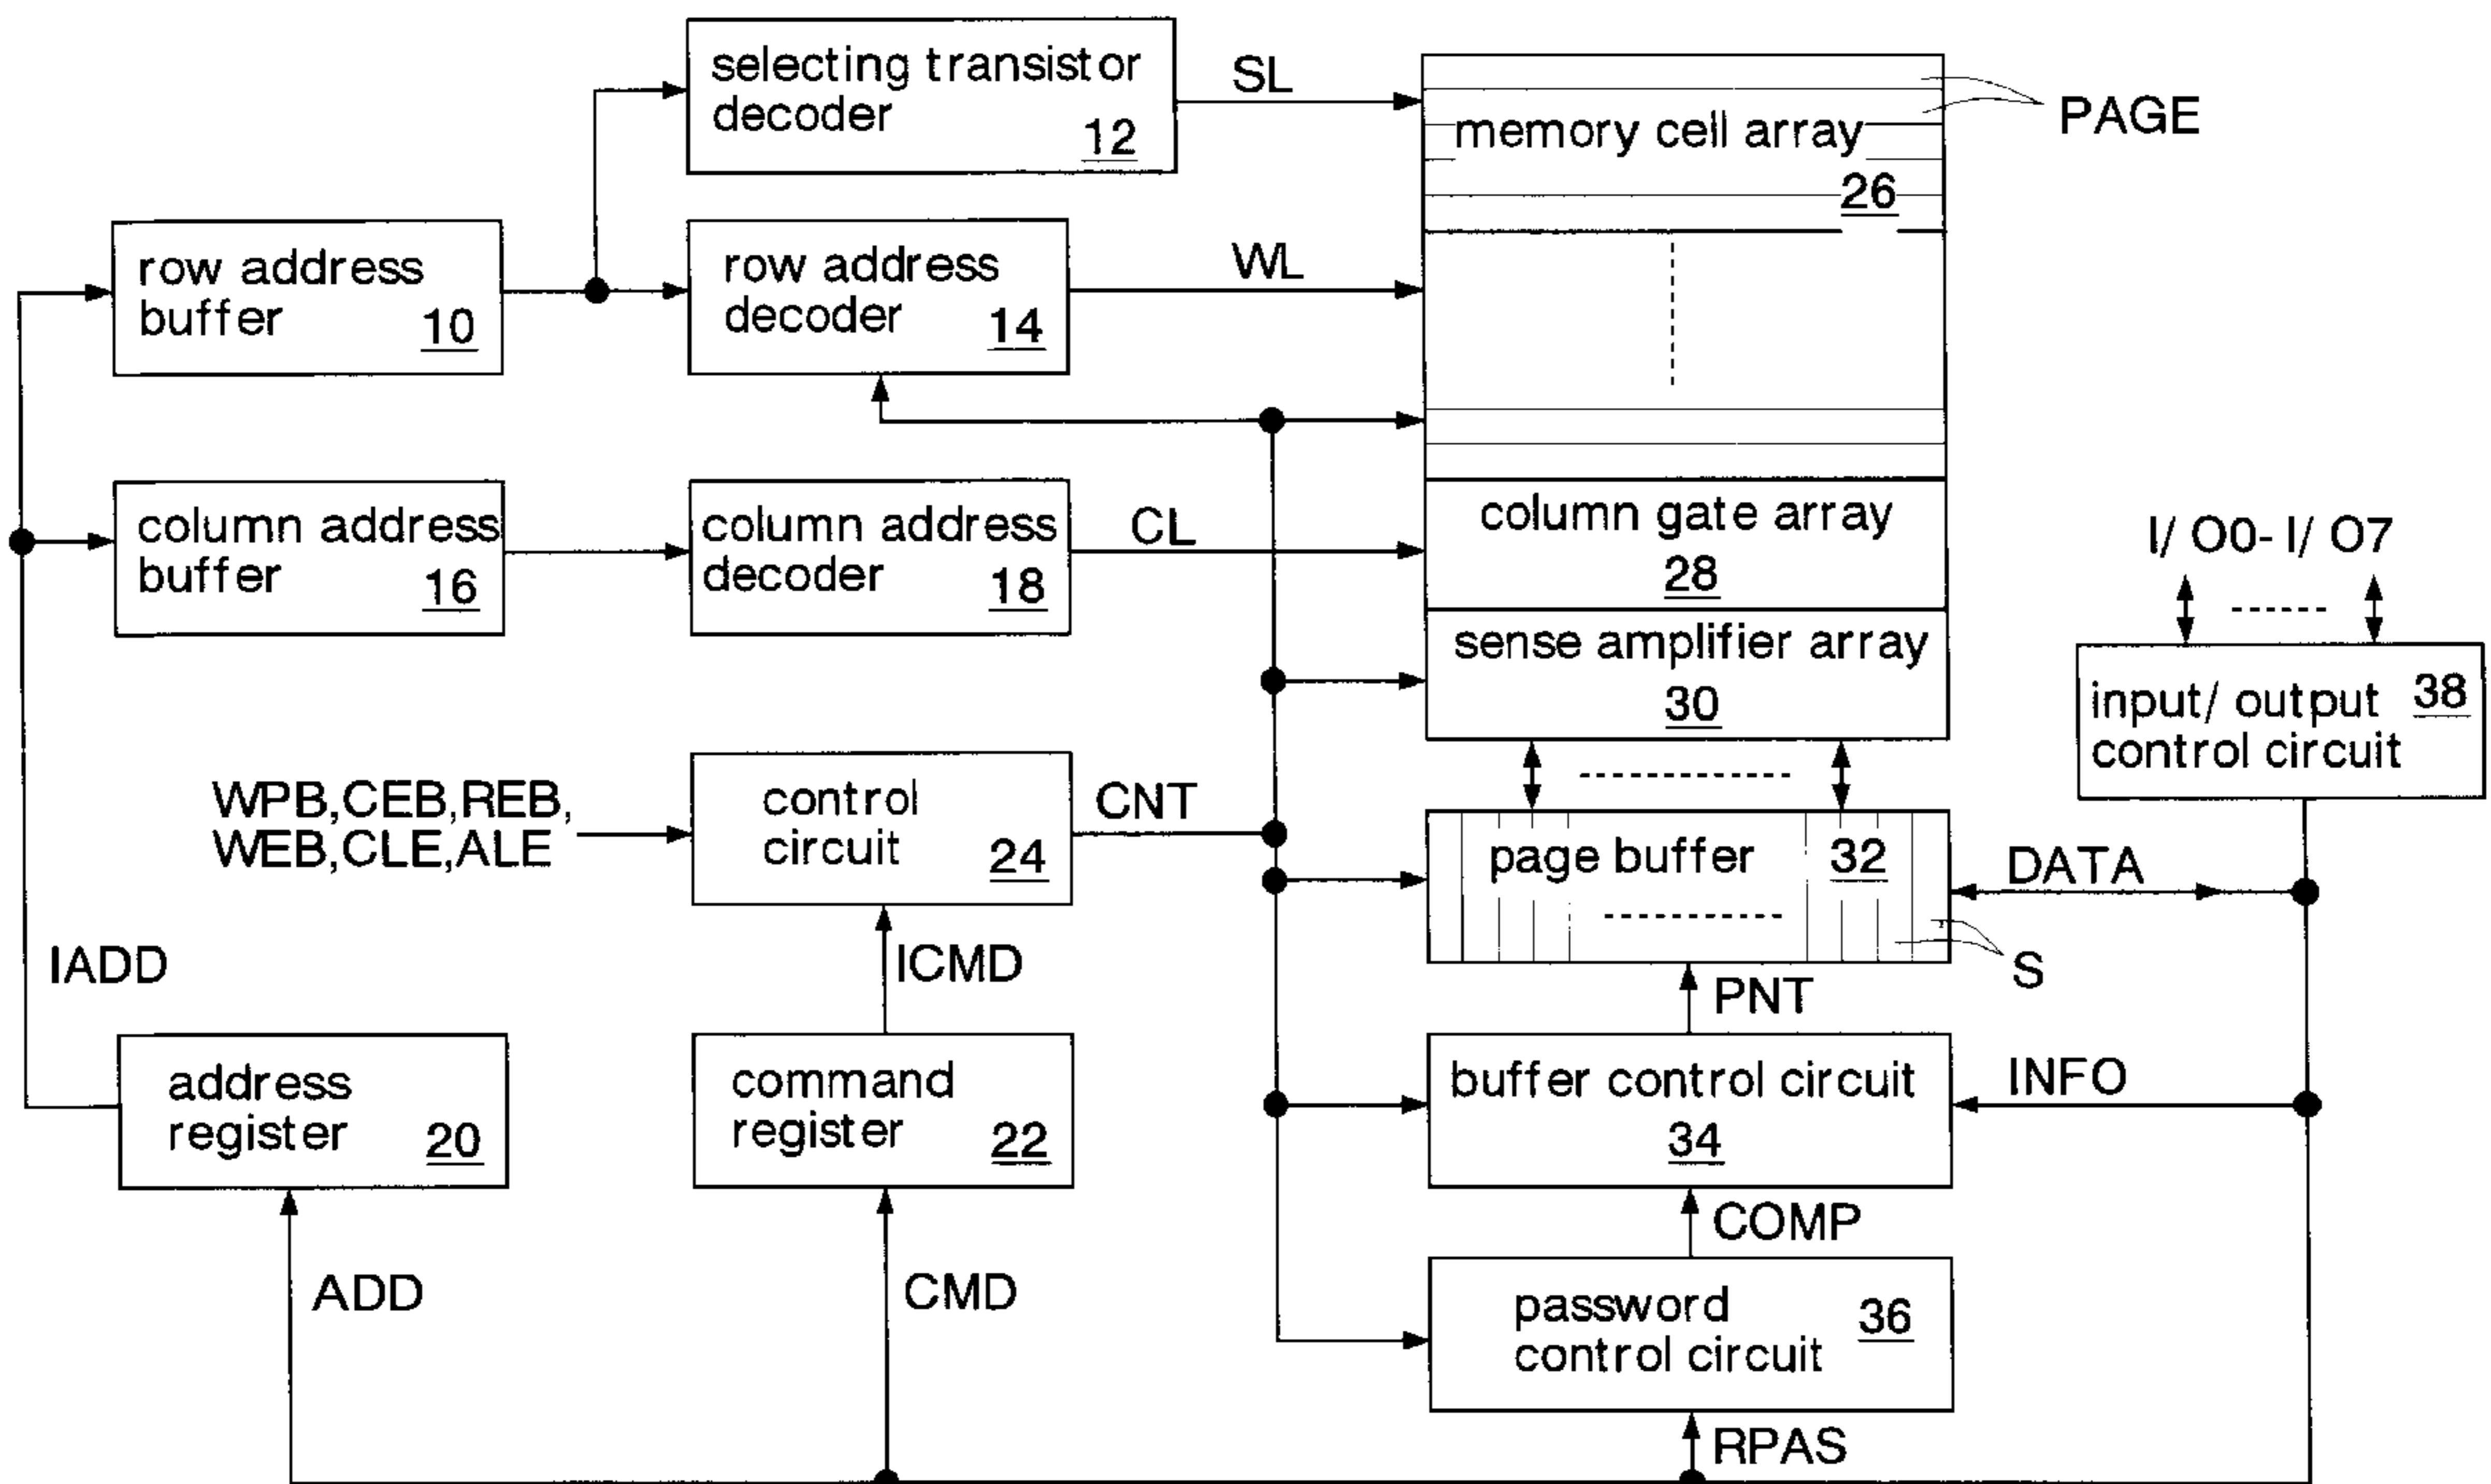 selecting transistor
decoder
12
SL
memory cell array
26
PAGE
row address
buffer
10
row address
decoder
14
WL
column address
buffer
16
column address
decoder
18
CL
column gate array
28
I/ O0- I/ O7
sense amplifier array
30
input/ output
control circuit
38
WPB,CEB,REB,
WEB,CLE,ALE
control
circuit
24
CNT
page buffer
32
DATA
S
IADD
ICMD
PNT
address
register
20
command
register
22
buffer control circuit
34
INFO
COMP
ADD
CMD
password
control circuit
36
RPAS